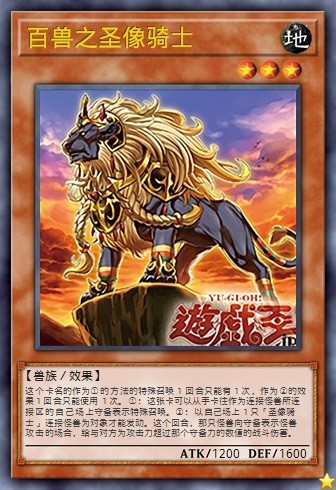 百兽之圣像骑士
地
YU-GI-OH!
遊戯王
【兽族／效果】
这个卡名的作为①的方法的特殊召唤1回合只能有1次，作为②的效
果1回合只能使用1次。①：这张卡可以从手卡往作为连接怪兽所连
接区的自己场上守备表示特殊召唤。②：以自己场上1只「圣像骑
士」连接怪兽为对象才能发动。这个回合，那只怪兽向守备表示怪兽
攻击的场合，给与对方为攻击力超过那个守备力的数值的战斗伤害。
ATK/1200 DEF/1600